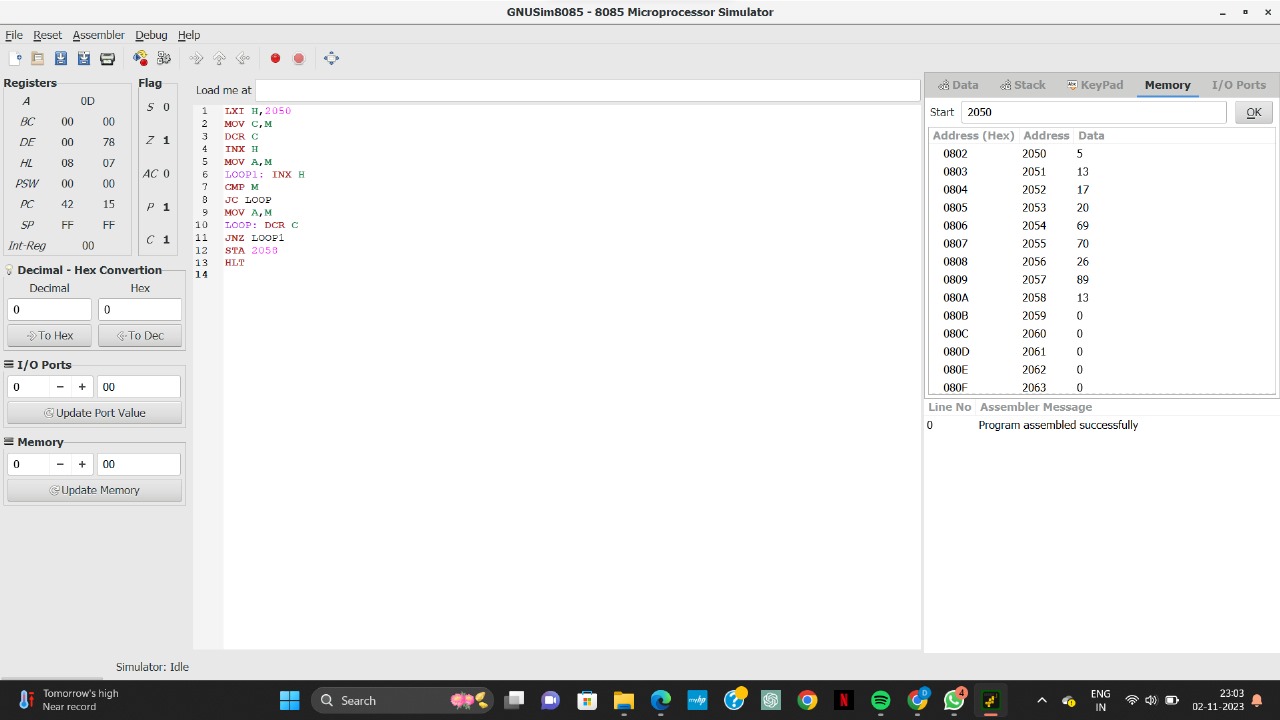 GNUSim8085 - 8085 Microprocessor Simulator
File Reset Assembler Debug Help
Registers
A 0D
BC 00 00
DE 00 78
HL 08 07
PSW 00 00
PC 42 15
SP FF FF
Int-Reg 00
Flag
S 0
Z 1
AC 0
P 1
C 1
Decimal - Hex Convertion
Decimal Hex
0 0
To Hex To Dec
I/O Ports
0 − + 00
Update Port Value
Memory
0 − + 00
Update Memory
Load me at
1 LXI H,2050
2 MOV C,M
3 DCR C
4 INX H
5 MOV A,M
6 LOOP1: INX H
7 CMP M
8 JC LOOP
9 MOV A,M
10 LOOP: DCR C
11 JNZ LOOP1
12 STA 2058
13 HLT
14
Data Stack KeyPad Memory I/O Ports
Start 2050 OK
Address (Hex) Address Data
0802 2050 5
0803 2051 13
0804 2052 17
0805 2053 20
0806 2054 69
0807 2055 70
0808 2056 26
0809 2057 89
080A 2058 13
080B 2059 0
080C 2060 0
080D 2061 0
080E 2062 0
080F 2063 0
Line No Assembler Message
0 Program assembled successfully
Simulator: Idle
Tomorrow's high
Near record
Search
6
4
ENG
IN
23:03
02-11-2023